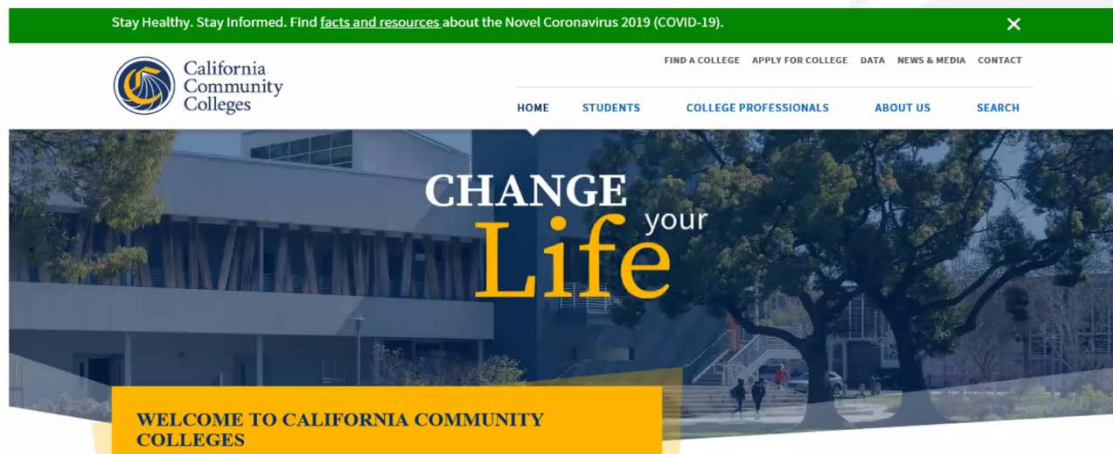 Stay Healthy. Stay Informed. Find facts and resources about the Novel Coronavirus 2019 (COVID-19). ×
California
Community
Colleges
FIND A COLLEGE APPLY FOR COLLEGE DATA NEWS & MEDIA CONTACT
HOME STUDENTS COLLEGE PROFESSIONALS ABOUT US SEARCH
CHANGE
your
Life
WELCOME TO CALIFORNIA COMMUNITY
COLLEGES